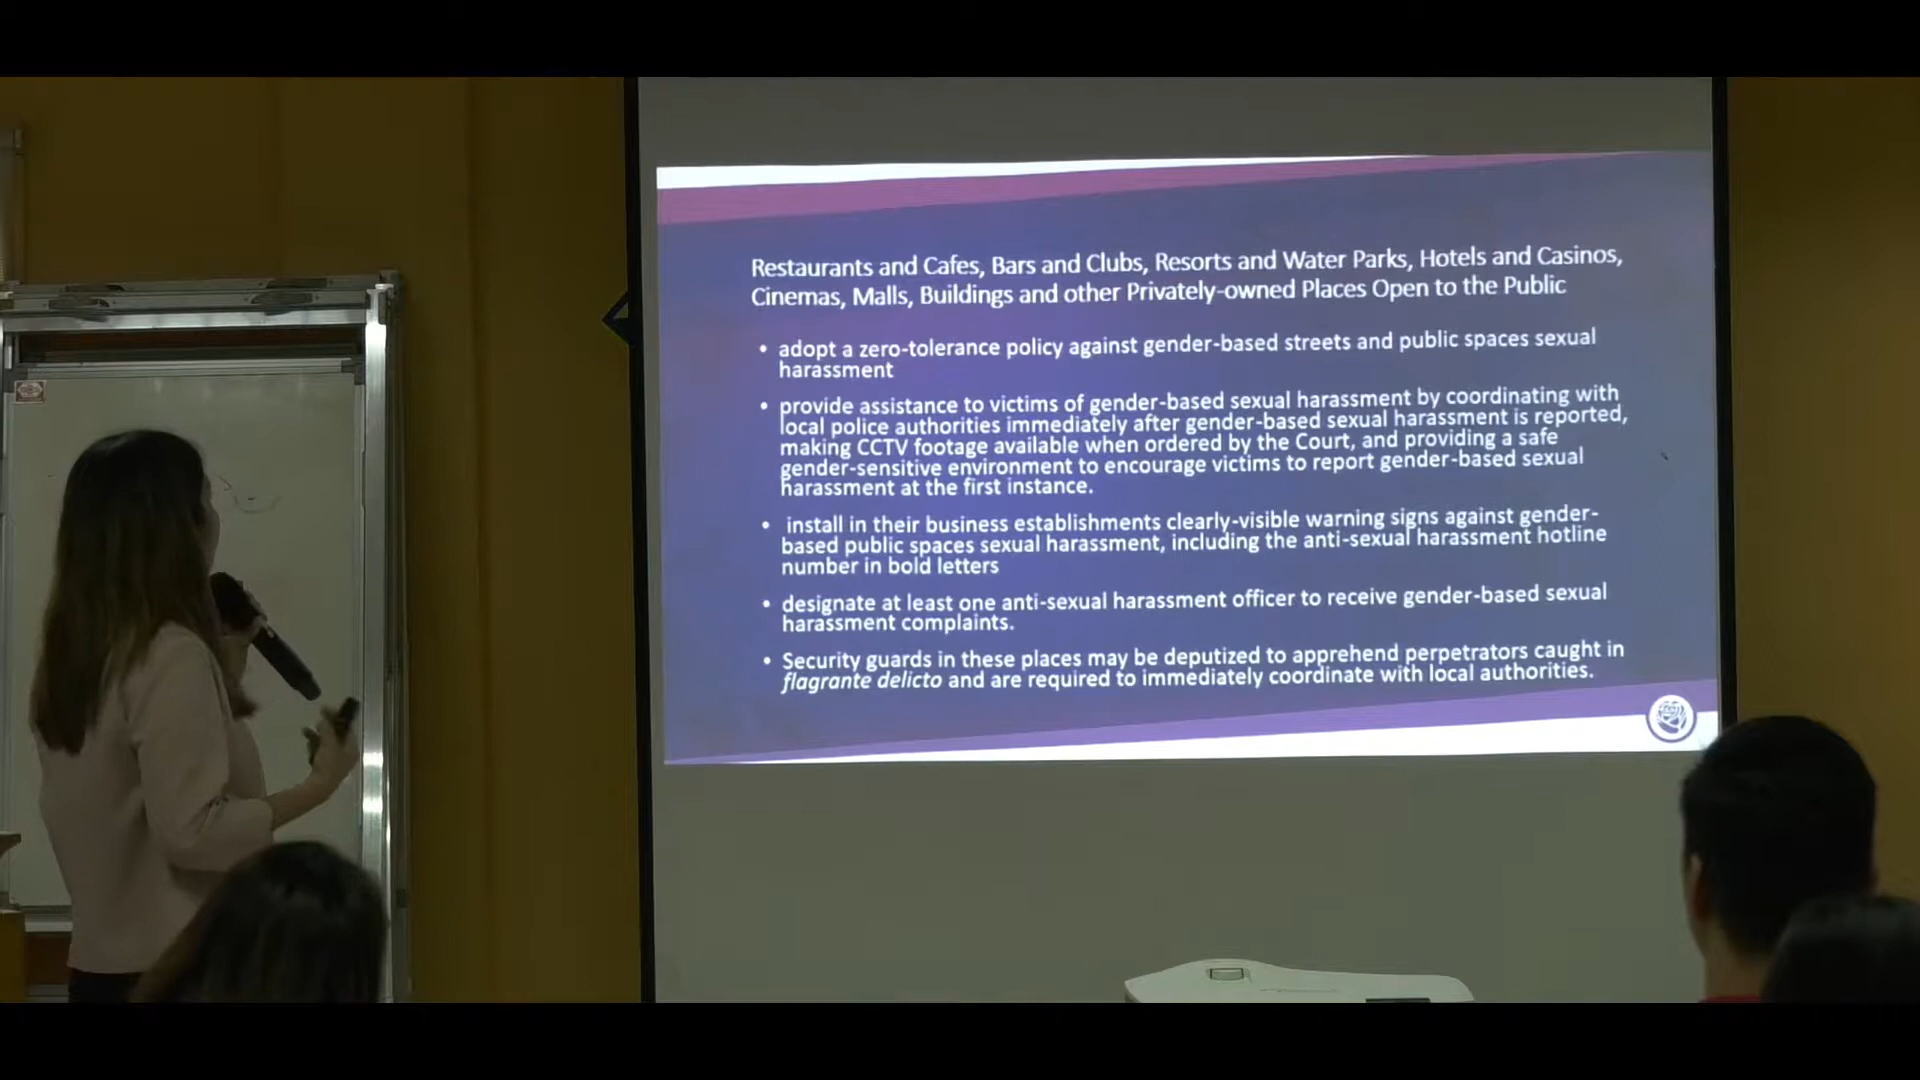 Restaurants and Cafes, Bars and Clubs, Resorts and Water Parks, Hotels and Casinos,
Cinemas, Malls, Buildings and other Privately-owned Places Open to the Public
• adopt a zero-tolerance policy against gender-based streets and public spaces sexual
harassment
• provide assistance to victims of gender-based sexual harassment by coordinating with
local police authorities immediately after gender-based sexual harassment is reported,
making CCTV footage available when ordered by the Court, and providing a safe
gender-sensitive environment to encourage victims to report gender-based sexual
harassment at the first instance.
• install in their business establishments clearly-visible warning signs against gender-
based public spaces sexual harassment, including the anti-sexual harassment hotline
number in bold letters
• designate at least one anti-sexual harassment officer to receive gender-based sexual
harassment complaints.
• Security guards in these places may be deputized to apprehend perpetrators caught in
flagrante delicto and are required to immediately coordinate with local authorities.